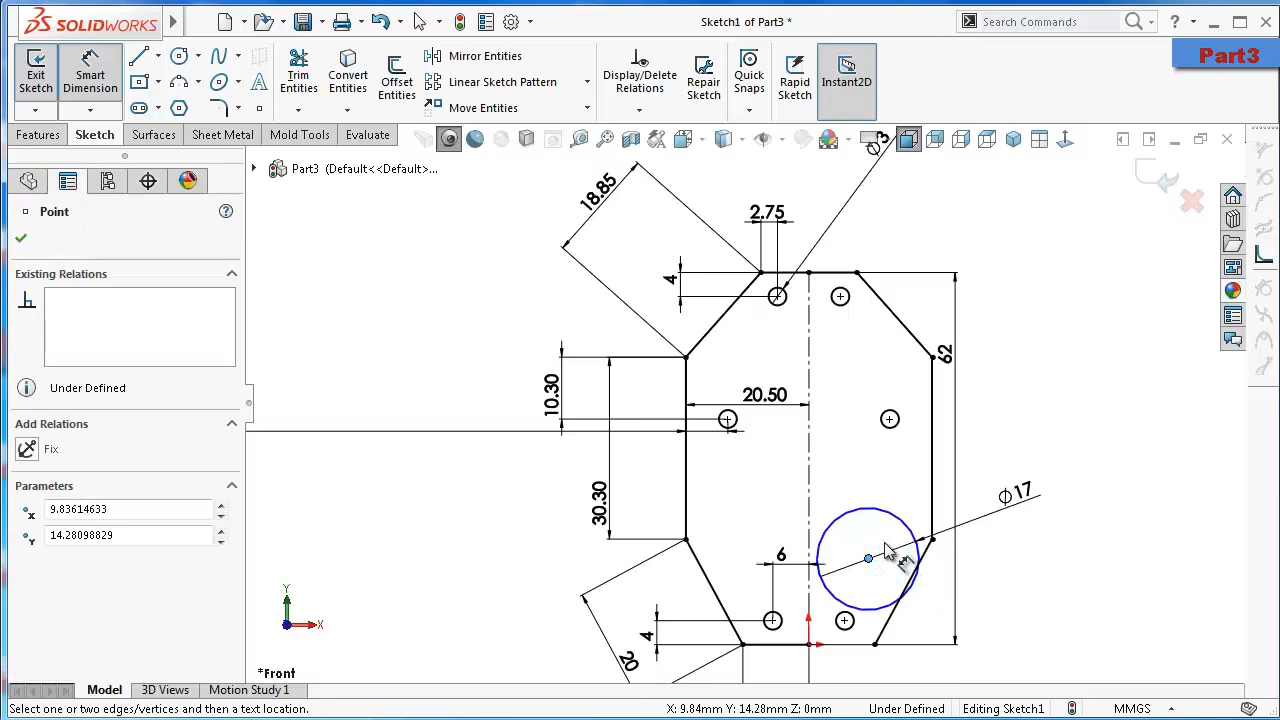 SOLIDWORKS
Sketch1 of Part3 *
Search Commands
?
Part3
Exit Sketch
Smart Dimension
Trim Entities
Convert Entities
Offset Entities
Mirror Entities
Linear Sketch Pattern
Move Entities
Display/Delete Relations
Repair Sketch
Quick Snaps
Rapid Sketch
Instant2D
Features
Sketch
Surfaces
Sheet Metal
Mold Tools
Evaluate
Part3 (Default<<Default>...
Point
?
Existing Relations
Under Defined
Add Relations
Fix
Parameters
x 9.83614633
Y 14.28098829
18.85
2.75
∅3
4
62
10.30
20.50
30.30
∅17
6
4
20
Y
X
*Front
Model
3D Views
Motion Study 1
Select one or two edges/vertices and then a text location.
X: 9.84mm Y: 14.28mm Z: 0mm
Under Defined
Editing Sketch1
MMGS